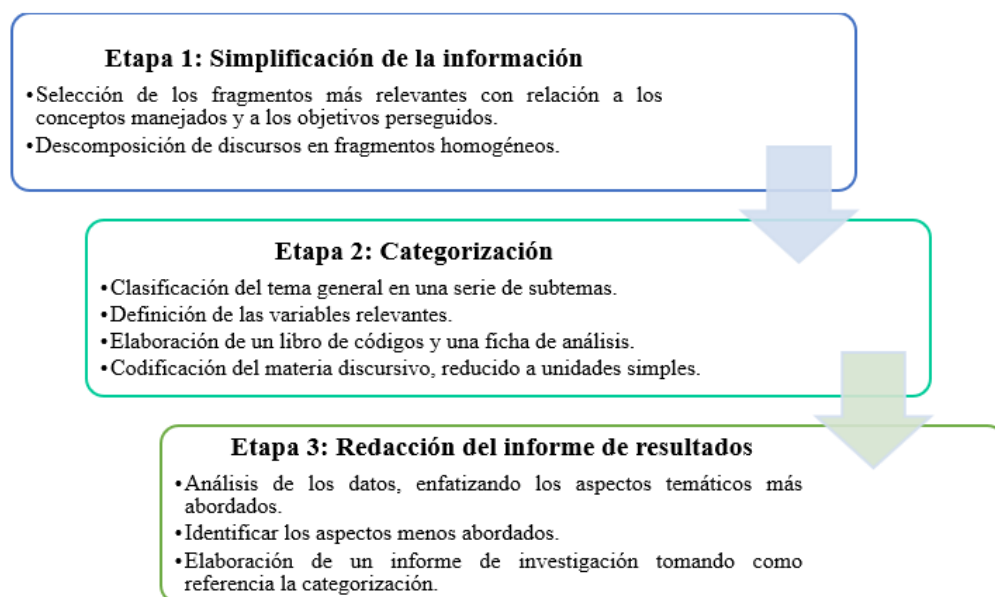 Etapa 1: Simplificación de la información
•Selección de los fragmentos más relevantes con relación a los
conceptos manejados y a los objetivos perseguidos.
•Descomposición de discursos en fragmentos homogéneos.
Etapa 2: Categorización
•Clasificación del tema general en una serie de subtemas.
•Definición de las variables relevantes.
•Elaboración de un libro de códigos y una ficha de análisis.
•Codificación del materia discursivo, reducido a unidades simples.
Etapa 3: Redacción del informe de resultados
•Análisis de los datos, enfatizando los aspectos temáticos más
abordados.
•Identificar los aspectos menos abordados.
•Elaboración de un informe de investigación tomando como
referencia la categorización.